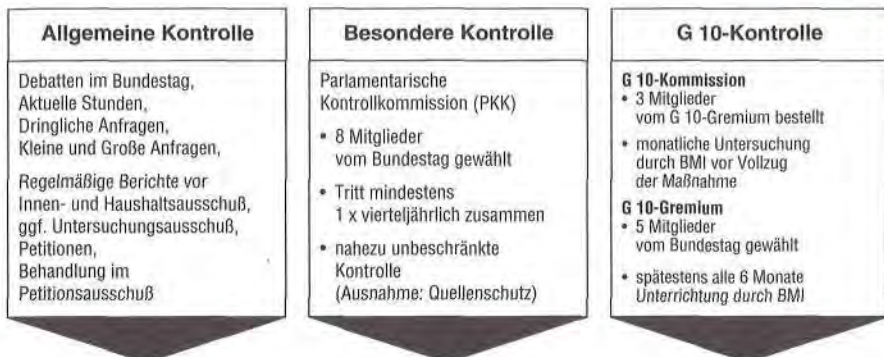 Allgemeine Kontrolle
Debatten im Bundestag,
Aktuelle Stunden,
Dringliche Anfragen,
Kleine und Große Anfragen,
Regelmäßige Berichte vor
Innen- und Haushaltsausschuß,
ggf. Untersuchungsausschuß,
Petitionen,
Behandlung im
Petitionsausschuß
Besondere Kontrolle
Parlamentarische
Kontrollkommission (PKK)
• 8 Mitglieder
vom Bundestag gewählt
• Tritt mindestens
1 x vierteljährlich zusammen
• nahezu unbeschränkte
Kontrolle
(Ausnahme: Quellenschutz)
G 10-Kontrolle
G 10-Kommission
• 3 Mitglieder
vom G 10-Gremium bestellt
• monatliche Untersuchung
durch BMI vor Vollzug
der Maßnahme
G 10-Gremium
• 5 Mitglieder
vom Bundestag gewählt
• spätestens alle 6 Monate
Unterrichtung durch BMI